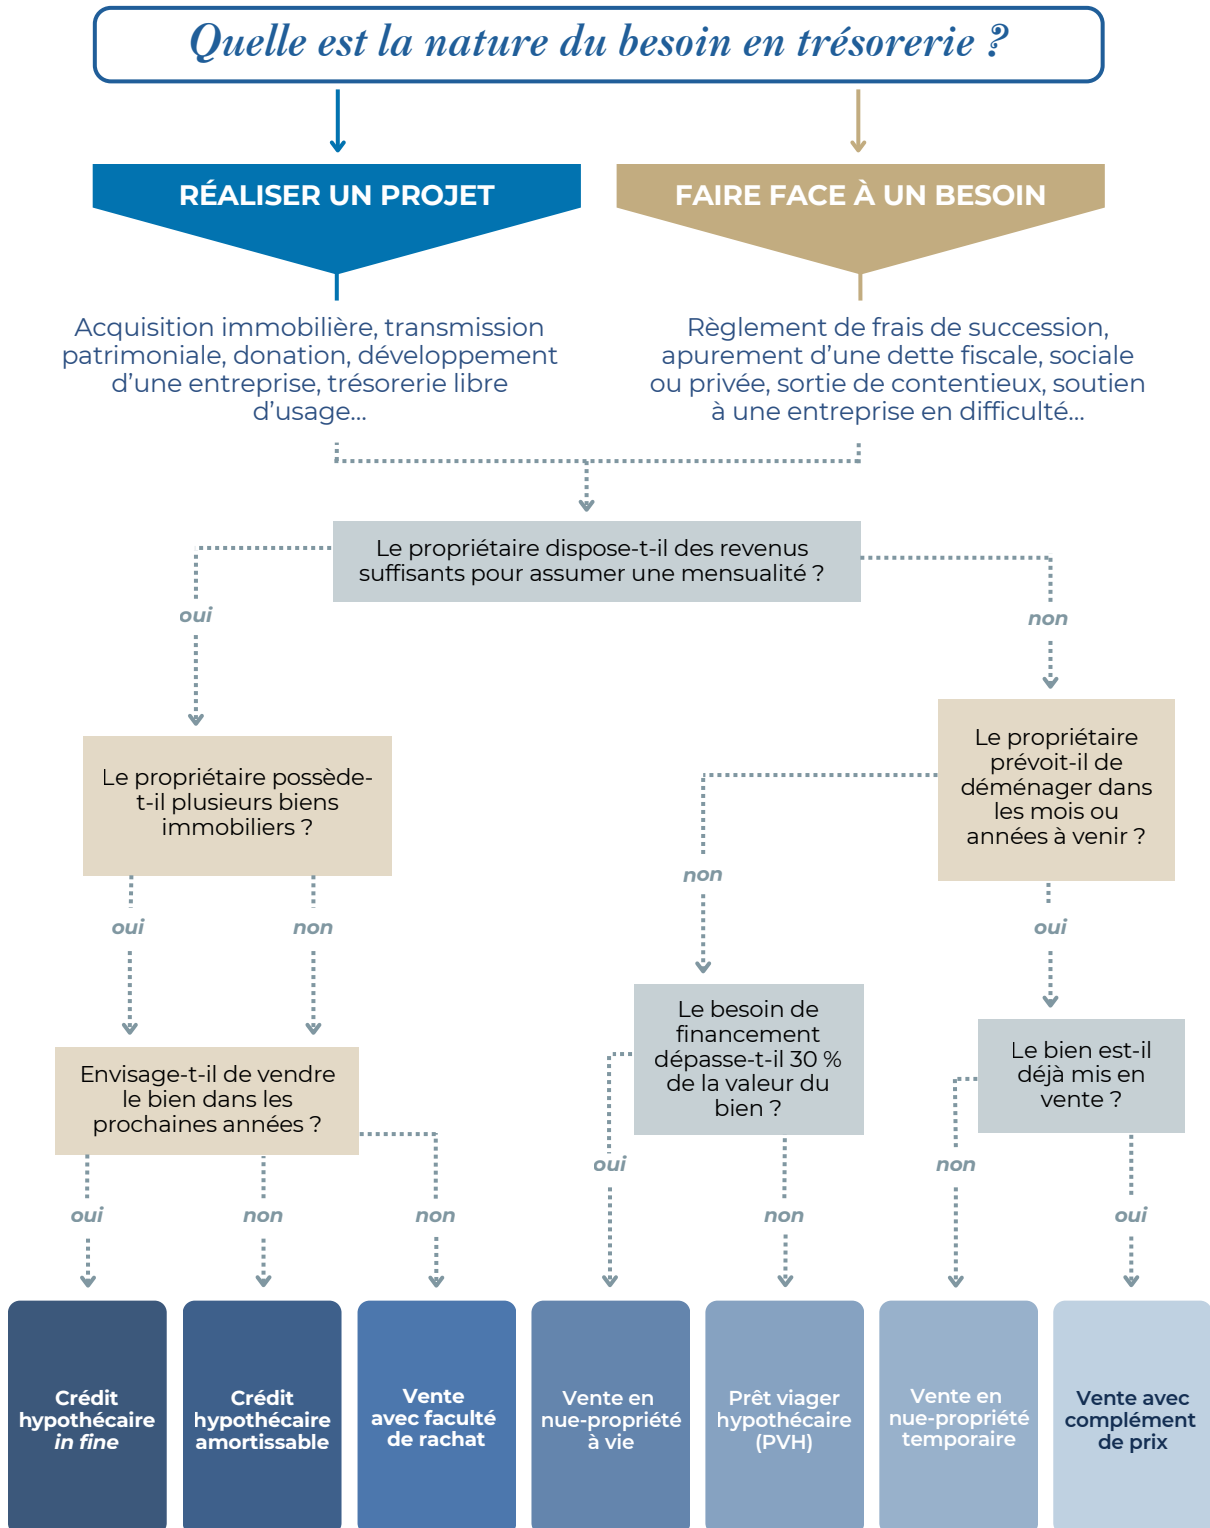 Quelle est la nature du besoin en trésorerie ?
RÉALISER UN PROJET
FAIRE FACE À UN BESOIN
Acquisition immobilière, transmission
patrimoniale, donation, développement
d’une entreprise, trésorerie libre
d’usage...
Règlement de frais de succession,
apurement d’une dette fiscale, sociale
ou privée, sortie de contentieux, soutien
à une entreprise en difficulté...
Le propriétaire dispose-t-il des revenus
suffisants pour assumer une mensualité ?
oui
non
Le propriétaire possède-
t-il plusieurs biens
immobiliers ?
Le propriétaire
prévoit-il de
déménager dans
les mois ou
années à venir ?
oui
non
non
oui
Envisage-t-il de vendre
le bien dans les
prochaines années ?
Le besoin de
financement
dépasse-t-il 30 %
de la valeur du
bien ?
Le bien est-il
déjà mis en
vente ?
oui
non
non
oui
non
non
oui
Crédit
hypothécaire
in fine
Crédit
hypothécaire
amortissable
Vente
avec faculté
de rachat
Vente en
nue-propriété
à vie
Prêt viager
hypothécaire
(PVH)
Vente en
nue-propriété
temporaire
Vente avec
complément
de prix